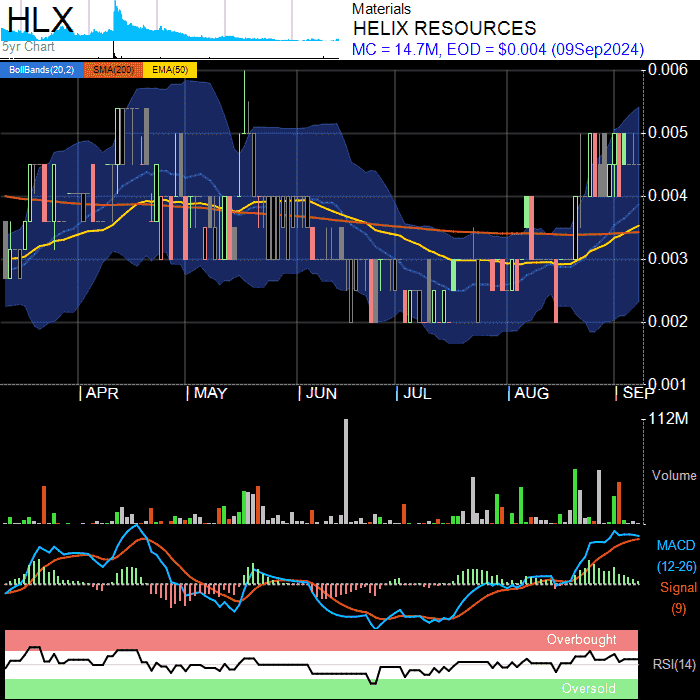 HLX
5yr Chart
Materials
HELIX RESOURCES
MC = 14.7M, EOD = $0.004 (09Sep2024)
BollBands(20,2) SMA(200) EMA(50)
0.006
0.005
0.004
0.003
0.002
0.001
APR MAY JUN JUL AUG SEP
112M
Volume
MACD
(12-26)
Signal
(9)
Overbought
RSI(14)
Oversold